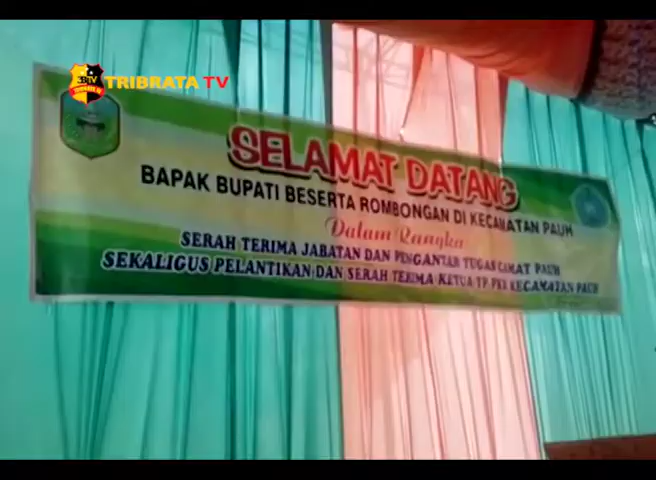 TRIBRATA TV
SELAMAT DATANG
BAPAK BUPATI BESERTA ROMBONGAN DI KECAMATAN PAUH
Dalam Rangka
SERAH TERIMA JABATAN DAN PENGANTAR TUGAS CAMAT PAUH
SEKALIGUS PELANTIKAN DAN SERAH TERIMA KETUA TP PKK KECAMATAN PAUH